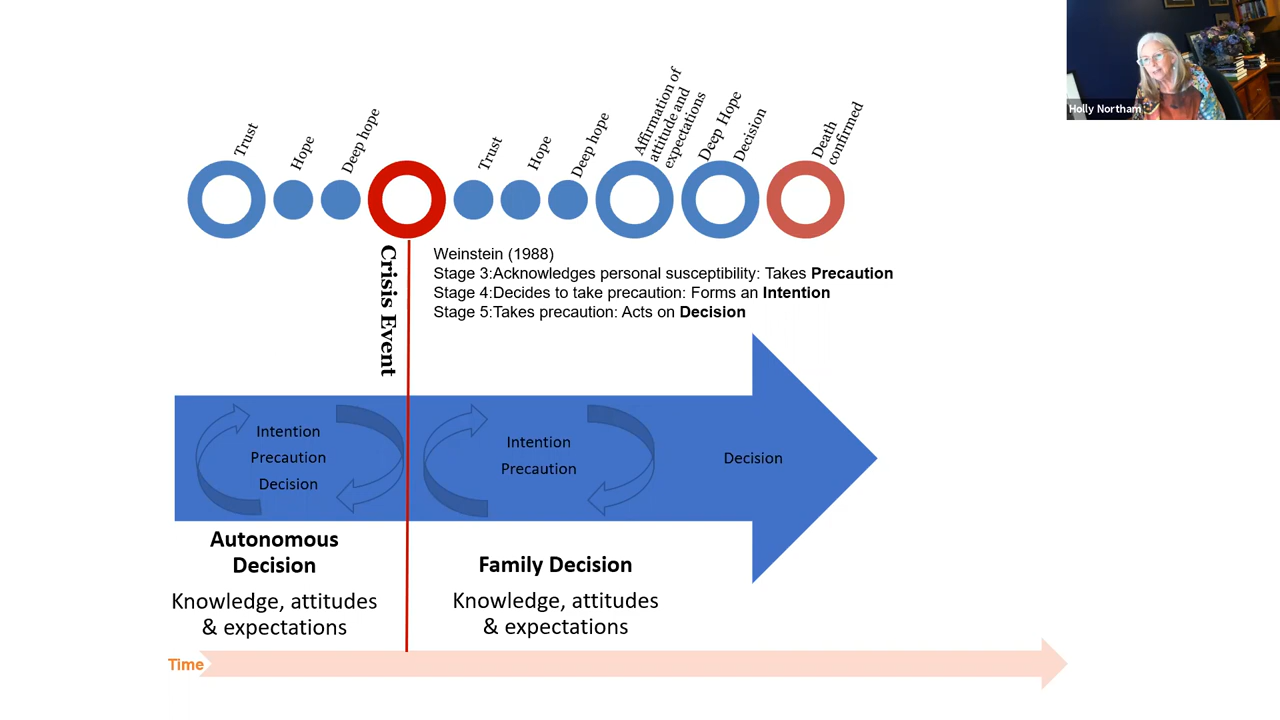 Holly Northam
Trust
Hope
Deep hope
Trust
Hope
Deep hope
Affirmation of
attitude and
expectations
Deep Hope
Decision
Death
confirmed
Crisis Event
Weinstein (1988)
Stage 3:Acknowledges personal susceptibility: Takes Precaution
Stage 4:Decides to take precaution: Forms an Intention
Stage 5:Takes precaution: Acts on Decision
Intention
Precaution
Decision
Intention
Precaution
Decision
Autonomous
Decision
Knowledge, attitudes
& expectations
Family Decision
Knowledge, attitudes
& expectations
Time